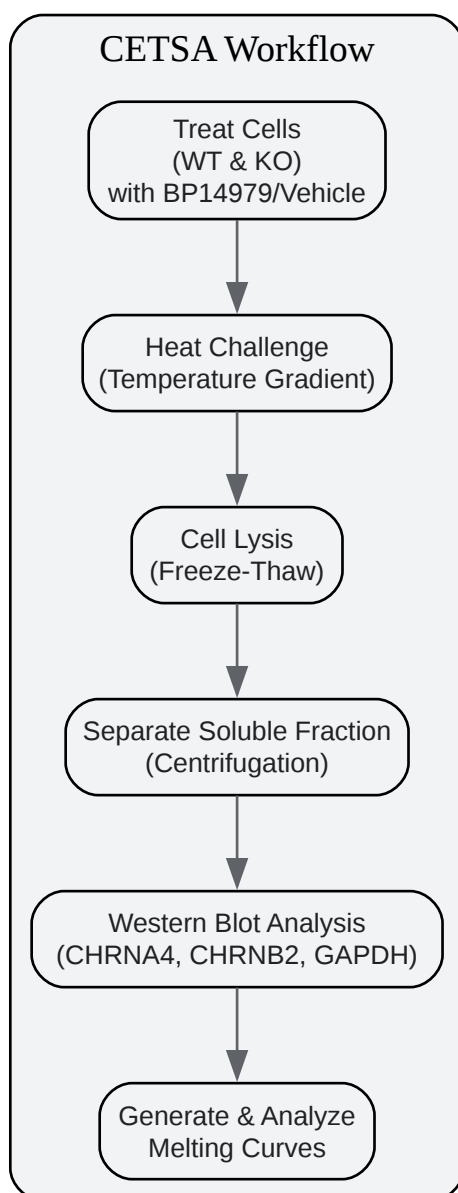 CETSA Workflow
Treat Cells
(WT & KO)
with BP14979/Vehicle
Heat Challenge
(Temperature Gradient)
Cell Lysis
(Freeze-Thaw)
Separate Soluble Fraction
(Centrifugation)
Western Blot Analysis
(CHRNA4, CHRNB2, GAPDH)
Generate & Analyze
Melting Curves